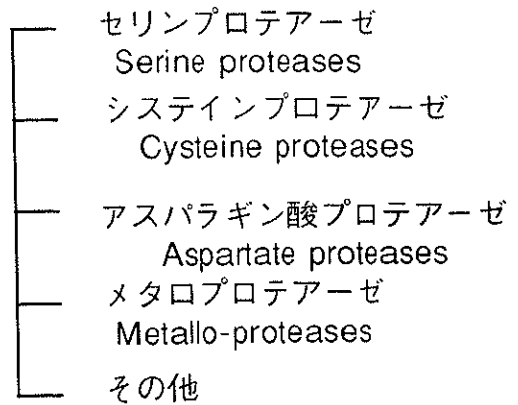 セリンプロテアーゼ
Serine proteases
システインプロテアーゼ
Cysteine proteases
アスパラギン酸プロテアーゼ
Aspartate proteases
メタロプロテアーゼ
Metallo-proteases
その他